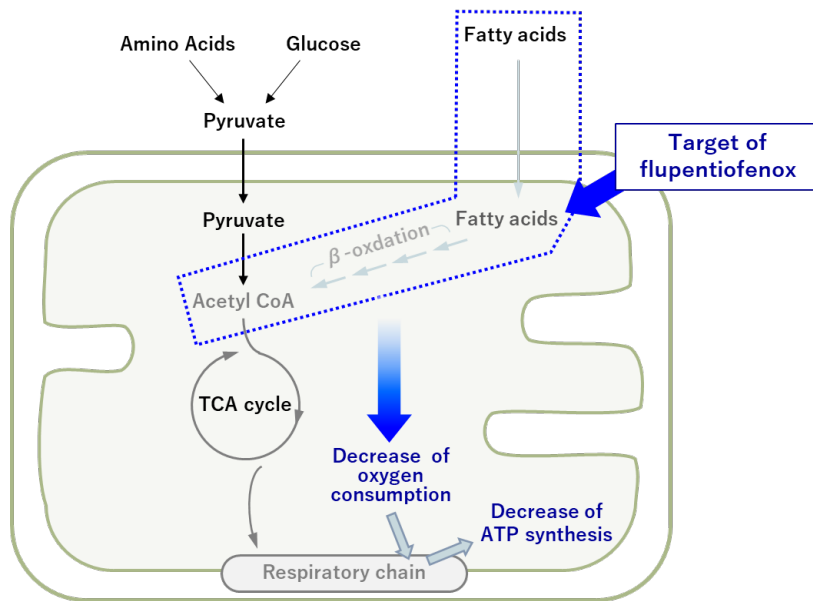 Amino Acids
Glucose
Fatty acids
Pyruvate
Target of
flupentiofenox
Pyruvate
Fatty acids
β-oxdation
Acetyl CoA
TCA cycle
Decrease of
oxygen
consumption
Decrease of
ATP synthesis
Respiratory chain